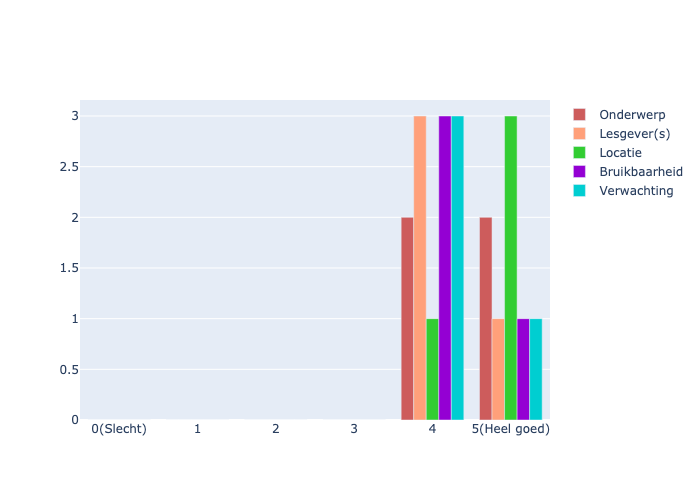 3
2.5
2
1.5
1
0.5
0
0(Slecht)
1
2
3
4
5(Heel goed)
Onderwerp
Lesgever(s)
Locatie
Bruikbaarheid
Verwachting